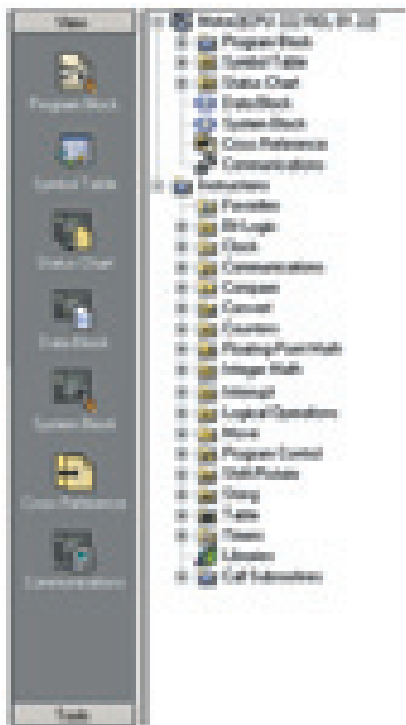 View
Program Block
Symbol Table
Status Chart
Data Block
System Block
Cross Reference
Communications
Tools
Program Block
Symbol Table
Status Chart
Data Block
System Block
Cross Reference
Communications
Instructions
Favorites
Bit Logic
Clock
Communications
Compare
Convert
Counters
Floating-Point Math
Integer Math
Interrupt
Logical Operations
Move
Program Control
Shift/Rotate
String
Table
Timers
Libraries
Call Subroutines